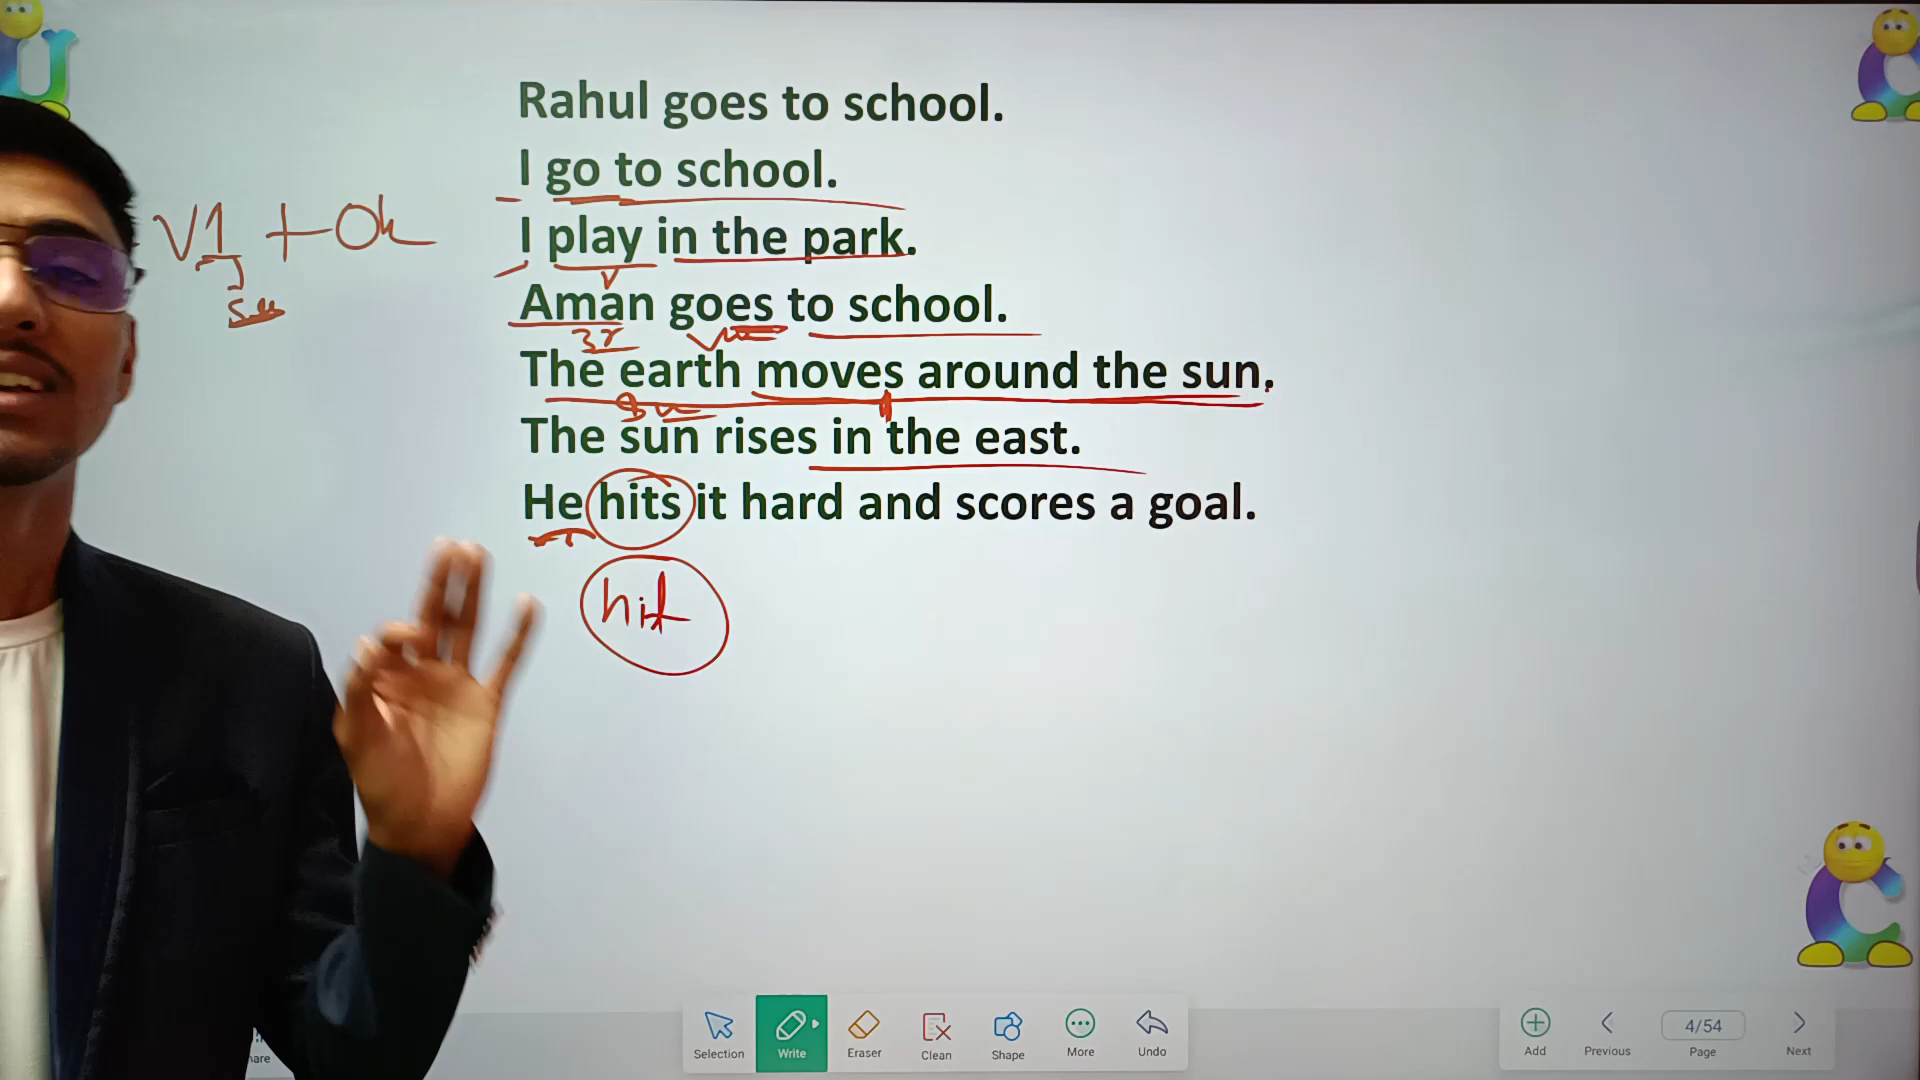 Rahul goes to school.
I go to school.
V1 + Ob
I play in the park.
V
Aman goes to school.
The earth moves around the sun.
The sun rises in the east.
He hits it hard and scores a goal.
hit
Selection
Write
Eraser
Clean
Shape
More
Undo
Add
Previous
4/54
Page
Next